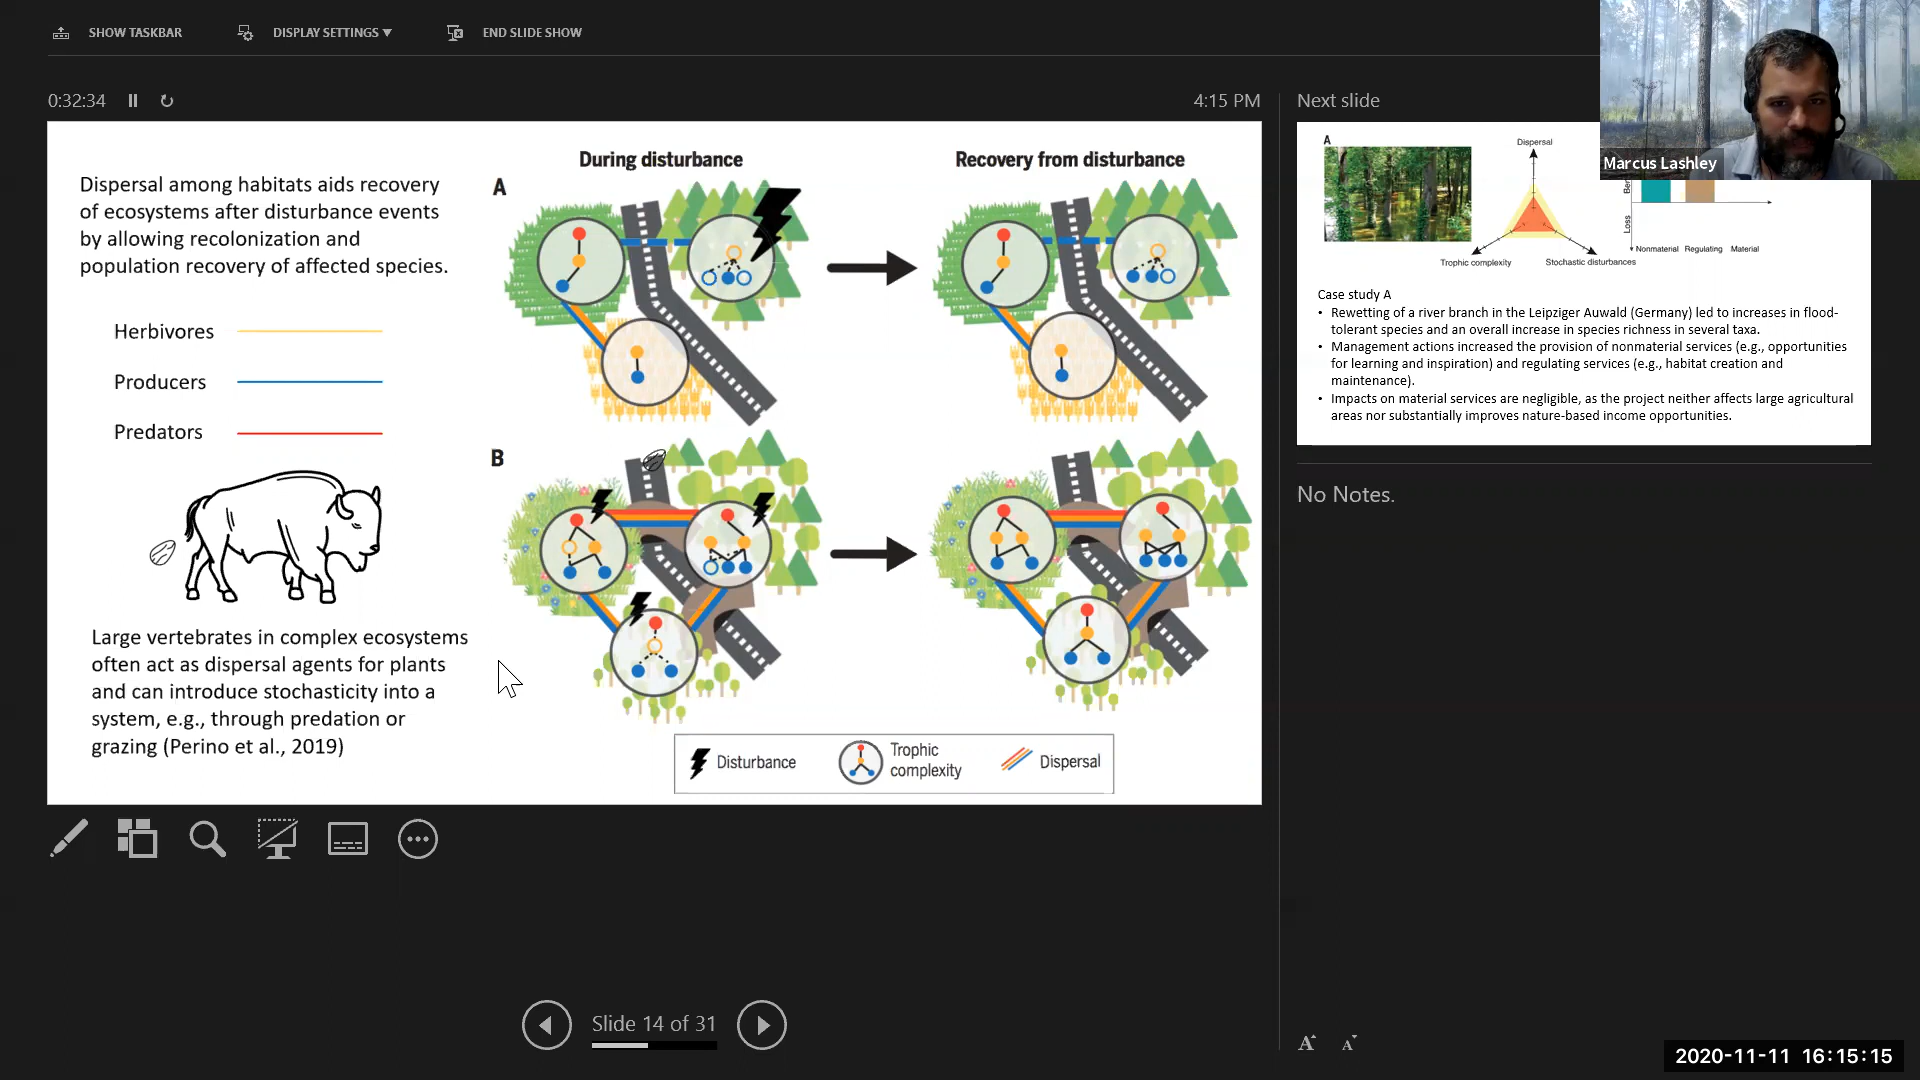 SHOW TASKBAR
DISPLAY SETTINGS
END SLIDE SHOW
0:32:34
4:15 PM
Next slide
Marcus Lashley
Dispersal among habitats aids recovery
of ecosystems after disturbance events
by allowing recolonization and
population recovery of affected species.
Herbivores
Producers
Predators
Large vertebrates in complex ecosystems
often act as dispersal agents for plants
and can introduce stochasticity into a
system, e.g., through predation or
grazing (Perino et al., 2019)
During disturbance
Recovery from disturbance
A
B
Disturbance
Trophic
complexity
Dispersal
A
Dispersal
Trophic complexity
Stochastic disturbances
Loss
Nonmaterial Regulating Material
Case study A
• Rewetting of a river branch in the Leipziger Auwald (Germany) led to increases in flood-
tolerant species and an overall increase in species richness in several taxa.
• Management actions increased the provision of nonmaterial services (e.g., opportunities
for learning and inspiration) and regulating services (e.g., habitat creation and
maintenance).
• Impacts on material services are negligible, as the project neither affects large agricultural
areas nor substantially improves nature-based income opportunities.
No Notes.
Slide 14 of 31
A A
2020-11-11 16:15:15